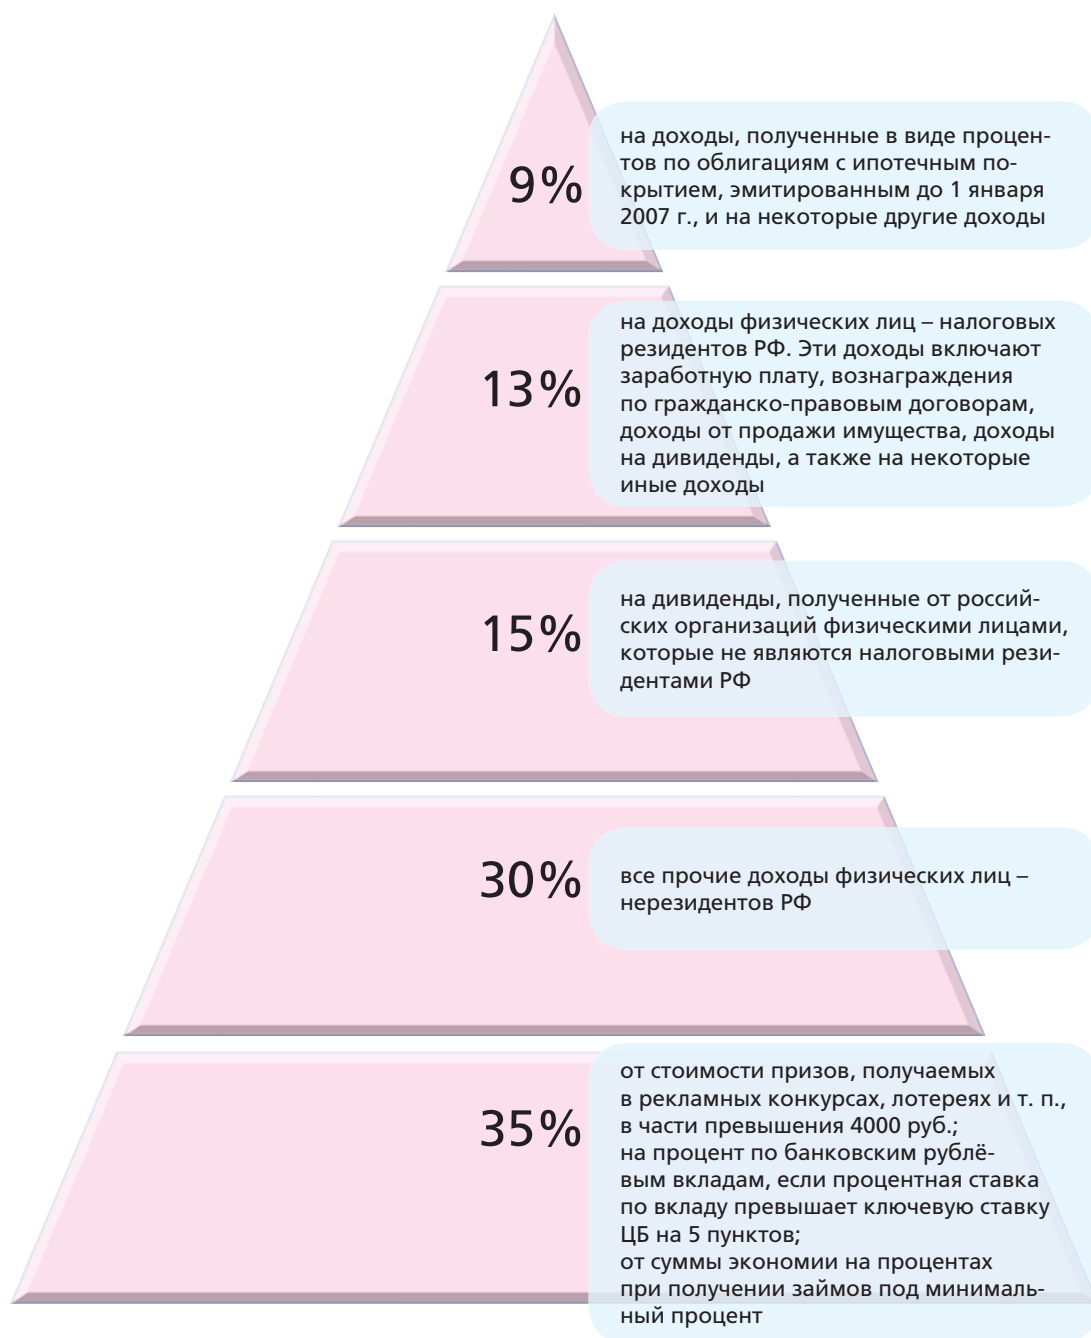 9%
на доходы, полученные в виде процен-
тов по облигациям с ипотечным по-
крытием, эмитированным до 1 января
2007 г., и на некоторые другие доходы
13%
на доходы физических лиц – налоговых
резидентов РФ. Эти доходы включают
заработную плату, вознаграждения
по гражданско-правовым договорам,
доходы от продажи имущества, доходы
на дивиденды, а также на некоторые
иные доходы
15%
на дивиденды, полученные от россий-
ских организаций физическими лицами,
которые не являются налоговыми рези-
дентами РФ
30%
все прочие доходы физических лиц –
нерезидентов РФ
35%
от стоимости призов, получаемых
в рекламных конкурсах, лотереях и т. п.,
в части превышения 4000 руб.;
на процент по банковским рублё-
вым вкладам, если процентная ставка
по вкладу превышает ключевую ставку
ЦБ на 5 пунктов;
от суммы экономии на процентах
при получении займов под минималь-
ный процент